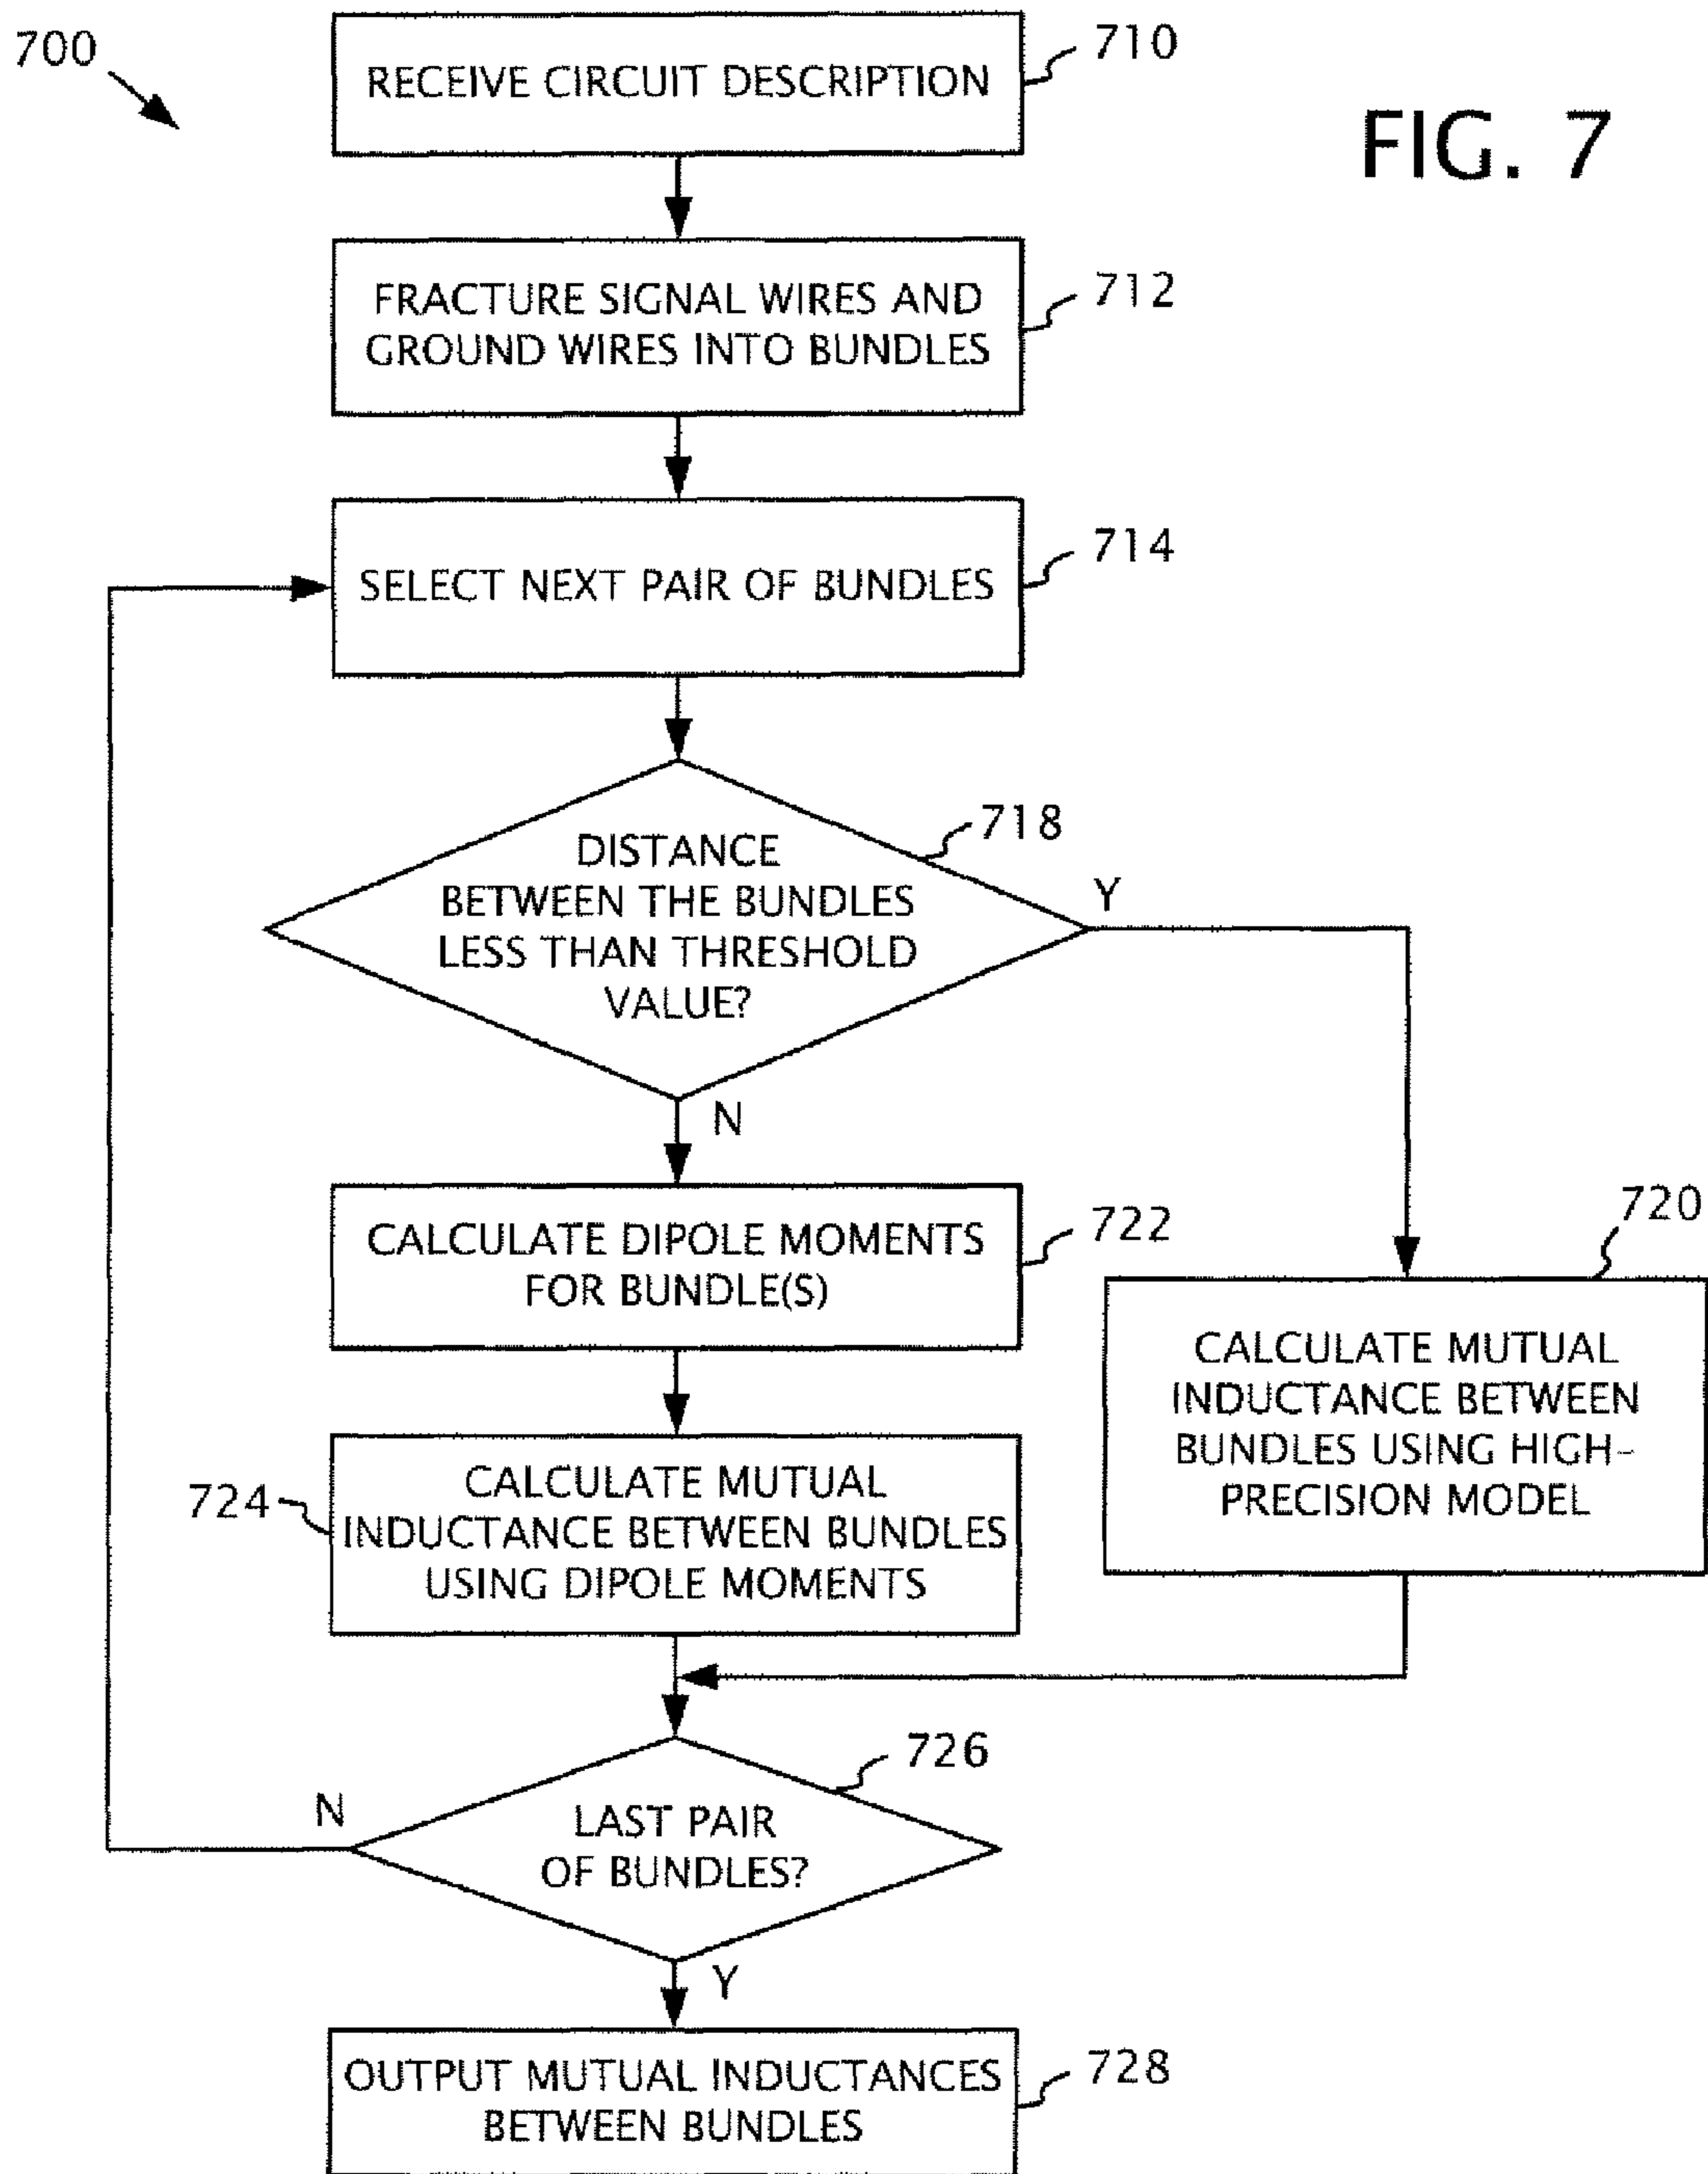 700
710
RECEIVE CIRCUIT DESCRIPTION
FIG. 7
712
FRACTURE SIGNAL WIRES AND
GROUND WIRES INTO BUNDLES
714
SELECT NEXT PAIR OF BUNDLES
718
DISTANCE
BETWEEN THE BUNDLES
LESS THAN THRESHOLD
VALUE?
Y
N
722
CALCULATE DIPOLE MOMENTS
FOR BUNDLE(S)
720
CALCULATE MUTUAL
INDUCTANCE BETWEEN
BUNDLES USING HIGH-
PRECISION MODEL
724
CALCULATE MUTUAL
INDUCTANCE BETWEEN BUNDLES
USING DIPOLE MOMENTS
726
N
LAST PAIR
OF BUNDLES?
Y
728
OUTPUT MUTUAL INDUCTANCES
BETWEEN BUNDLES